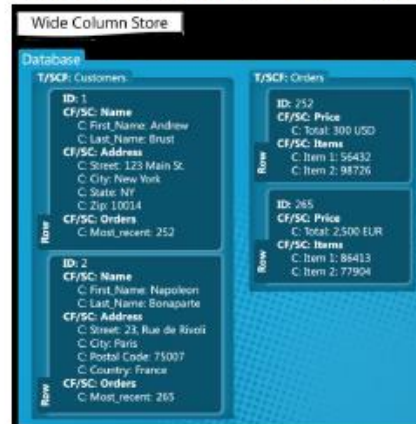 Wide Column Store
Database
T/SCF: Customers
ID: 1
CF/SC: Name
C: First_Name: Andrew
C: Last_Name: Brust
CF/SC: Address
C: Street: 123 Main St.
C: City: New York
C: State: NY
C: Zip: 10014
CF/SC: Orders
C: Most_recent: 252
Row
ID: 2
CF/SC: Name
C: First_Name: Napoleon
C: Last_Name: Bonaparte
CF/SC: Address
C: Street: 23, Rue de Rivoli
C: City: Paris
C: Postal Code: 75007
C: Country: France
CF/SC: Orders
C: Most_recent: 265
Row
T/SCF: Orders
ID: 252
CF/SC: Price
C: Total: 300 USD
CF/SC: Items
C: Item 1: 56432
C: Item 2: 98726
Row
ID: 265
CF/SC: Price
C: Total: 2,500 EUR
CF/SC: Items
C: Item 1: 86413
C: Item 2: 77904
Row